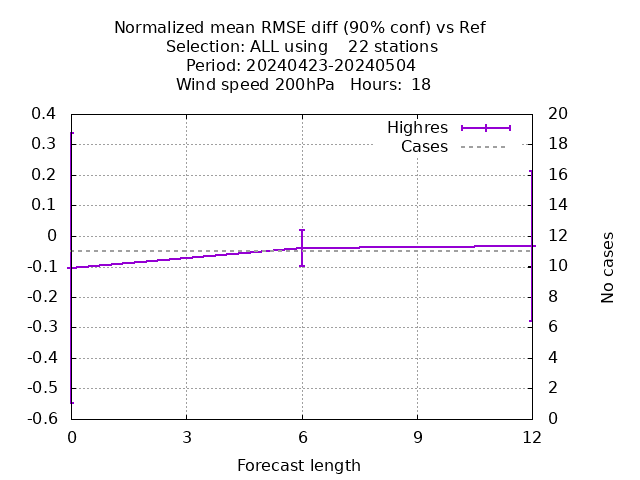 Normalized mean RMSE diff (90% conf) vs Ref
Selection: ALL using    22 stations
Period: 20240423-20240504
Wind speed 200hPa   Hours:  18
Highres
Cases
0.4
0.3
0.2
0.1
0
-0.1
-0.2
-0.3
-0.4
-0.5
-0.6
20
18
16
14
12
10
8
6
4
2
0
No cases
0 3 6 9 12
Forecast length